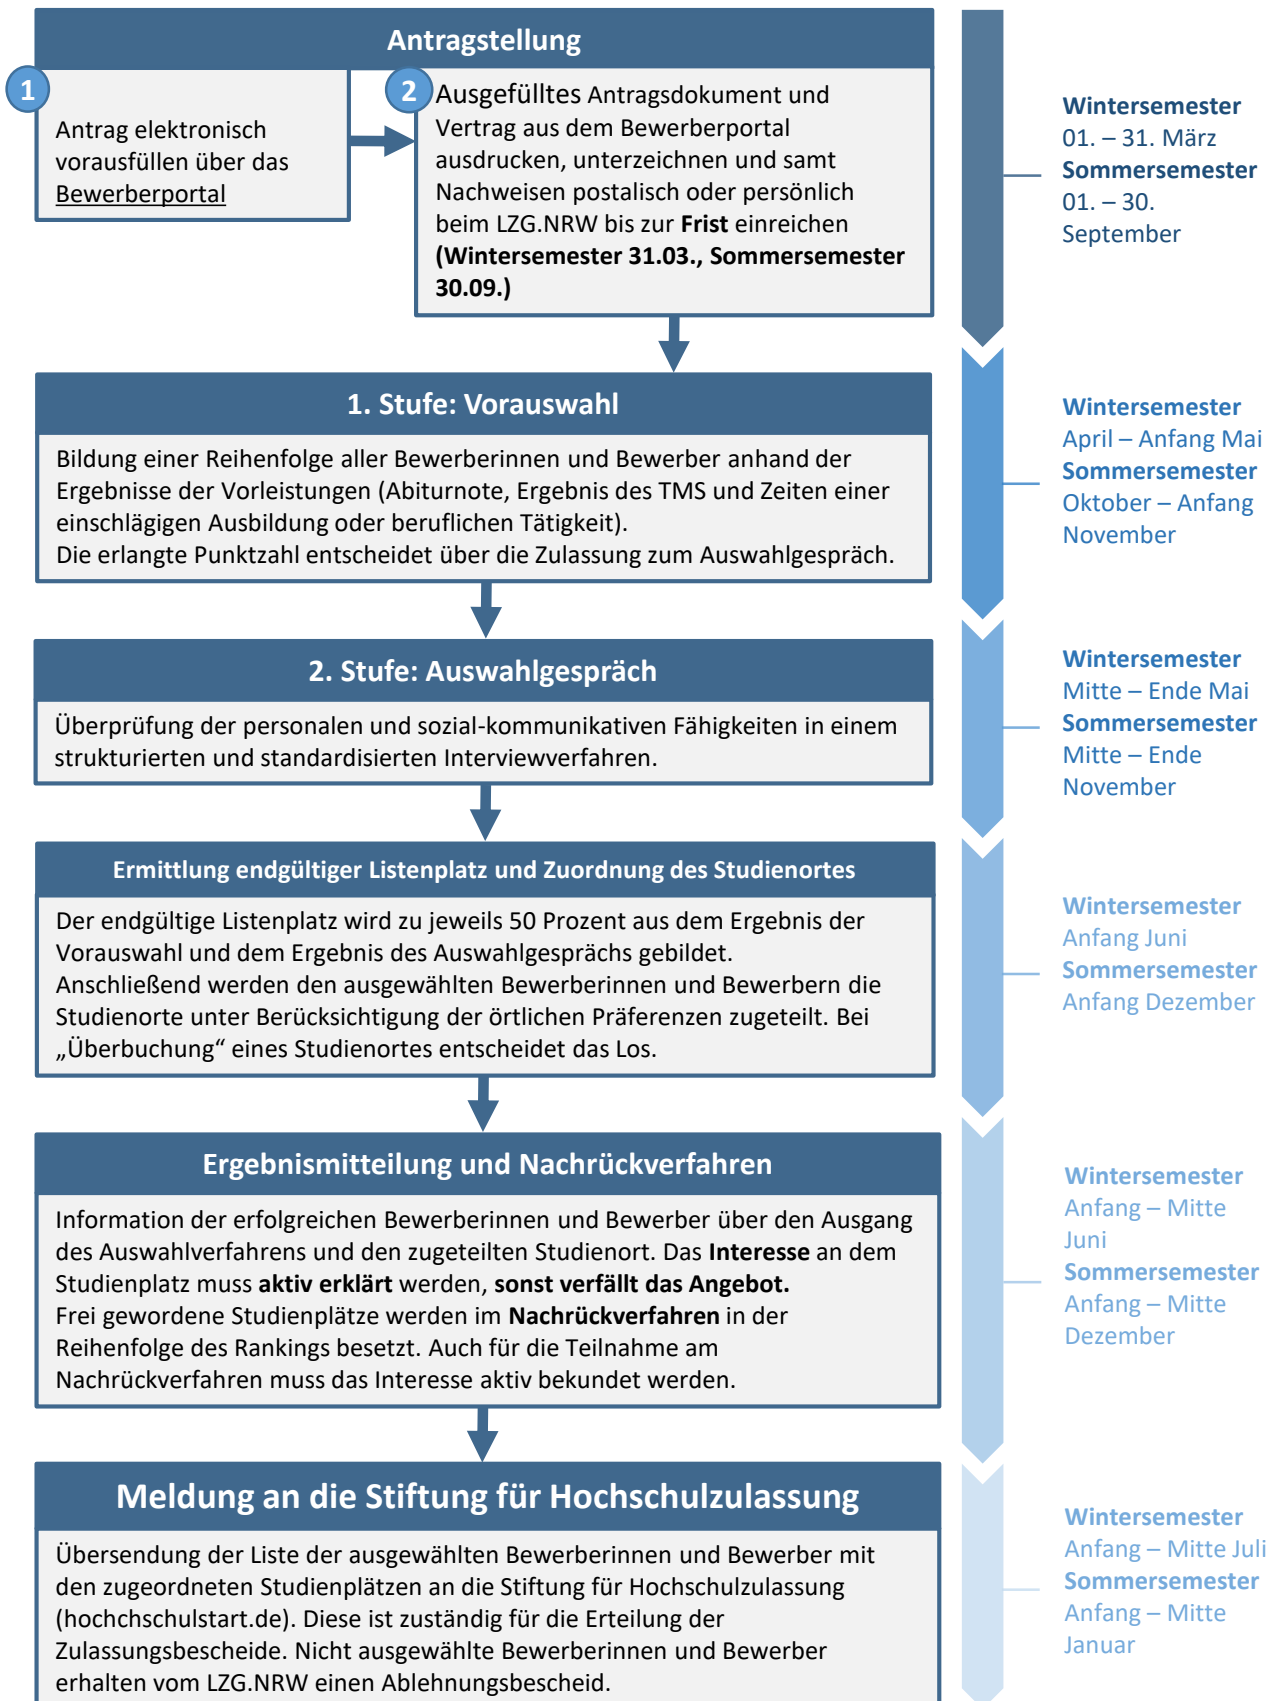 Antragstellung
1
Antrag elektronisch
vorausfüllen über das
Bewerberportal
2
Ausgefülltes Antragsdokument und
Vertrag aus dem Bewerberportal
ausdrucken, unterzeichnen und samt
Nachweisen postalisch oder persönlich
beim LZG.NRW bis zur Frist einreichen
(Wintersemester 31.03., Sommersemester
30.09.)
Wintersemester
01. – 31. März
Sommersemester
01. – 30.
September
1. Stufe: Vorauswahl
Bildung einer Reihenfolge aller Bewerberinnen und Bewerber anhand der
Ergebnisse der Vorleistungen (Abiturnote, Ergebnis des TMS und Zeiten einer
einschlägigen Ausbildung oder beruflichen Tätigkeit).
Die erlangte Punktzahl entscheidet über die Zulassung zum Auswahlgespräch.
Wintersemester
April – Anfang Mai
Sommersemester
Oktober – Anfang
November
2. Stufe: Auswahlgespräch
Überprüfung der personalen und sozial-kommunikativen Fähigkeiten in einem
strukturierten und standardisierten Interviewverfahren.
Wintersemester
Mitte – Ende Mai
Sommersemester
Mitte – Ende
November
Ermittlung endgültiger Listenplatz und Zuordnung des Studienortes
Der endgültige Listenplatz wird zu jeweils 50 Prozent aus dem Ergebnis der
Vorauswahl und dem Ergebnis des Auswahlgesprächs gebildet.
Anschließend werden den ausgewählten Bewerberinnen und Bewerbern die
Studienorte unter Berücksichtigung der örtlichen Präferenzen zugeteilt. Bei
„Überbuchung“ eines Studienortes entscheidet das Los.
Wintersemester
Anfang Juni
Sommersemester
Anfang Dezember
Ergebnismitteilung und Nachrückverfahren
Information der erfolgreichen Bewerberinnen und Bewerber über den Ausgang
des Auswahlverfahrens und den zugeteilten Studienort. Das Interesse an dem
Studienplatz muss aktiv erklärt werden, sonst verfällt das Angebot.
Frei gewordene Studienplätze werden im Nachrückverfahren in der
Reihenfolge des Rankings besetzt. Auch für die Teilnahme am
Nachrückverfahren muss das Interesse aktiv bekundet werden.
Wintersemester
Anfang – Mitte
Juni
Sommersemester
Anfang – Mitte
Dezember
Meldung an die Stiftung für Hochschulzulassung
Übersendung der Liste der ausgewählten Bewerberinnen und Bewerber mit
den zugeordneten Studienplätzen an die Stiftung für Hochschulzulassung
(hochchschulstart.de). Diese ist zuständig für die Erteilung der
Zulassungsbescheide. Nicht ausgewählte Bewerberinnen und Bewerber
erhalten vom LZG.NRW einen Ablehnungsbescheid.
Wintersemester
Anfang – Mitte Juli
Sommersemester
Anfang – Mitte
Januar